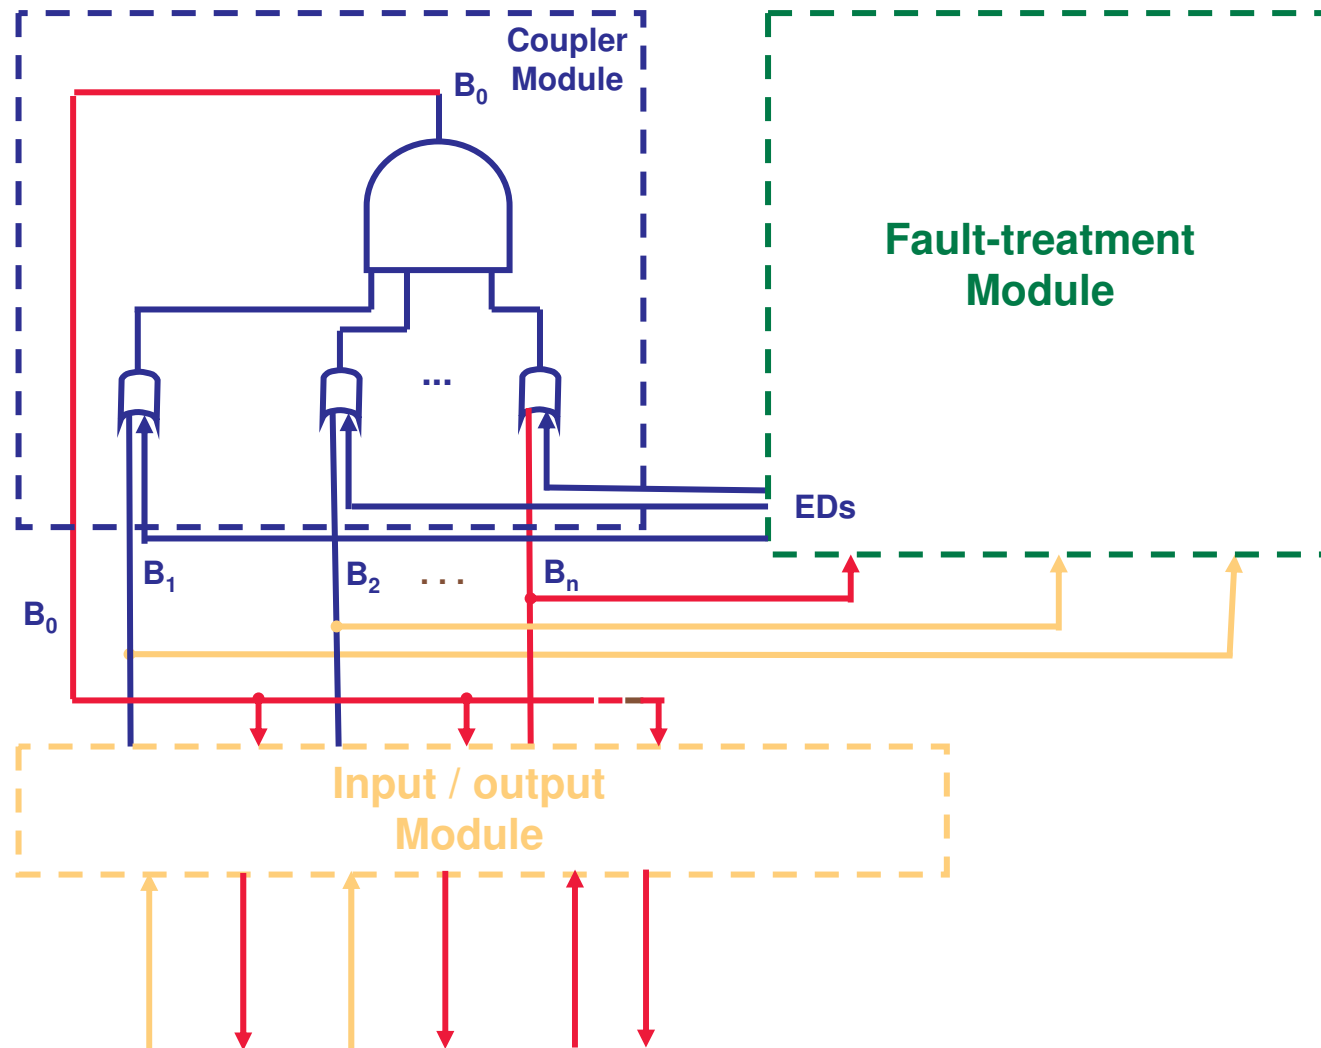 Coupler
Module
B0
Fault-treatment
Module
...
EDs
B1
B2
. . .
Bn
B0
Input / output
Module